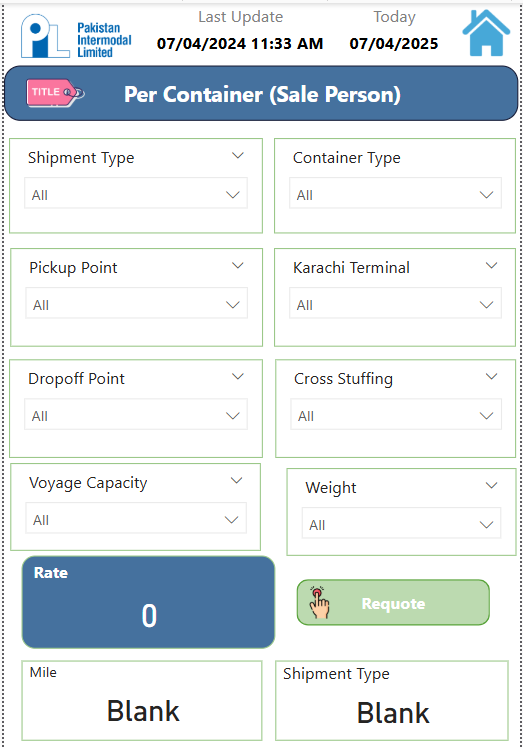 Pakistan
Intermodal
Limited
Last Update
Today
07/04/2024 11:33 AM
07/04/2025
TITLE
Per Container (Sale Person)
Shipment Type
Container Type
All
All
Pickup Point
Karachi Terminal
All
All
Dropoff Point
Cross Stuffing
All
All
Voyage Capacity
Weight
All
All
Rate
0
Requote
Mile
Shipment Type
Blank
Blank